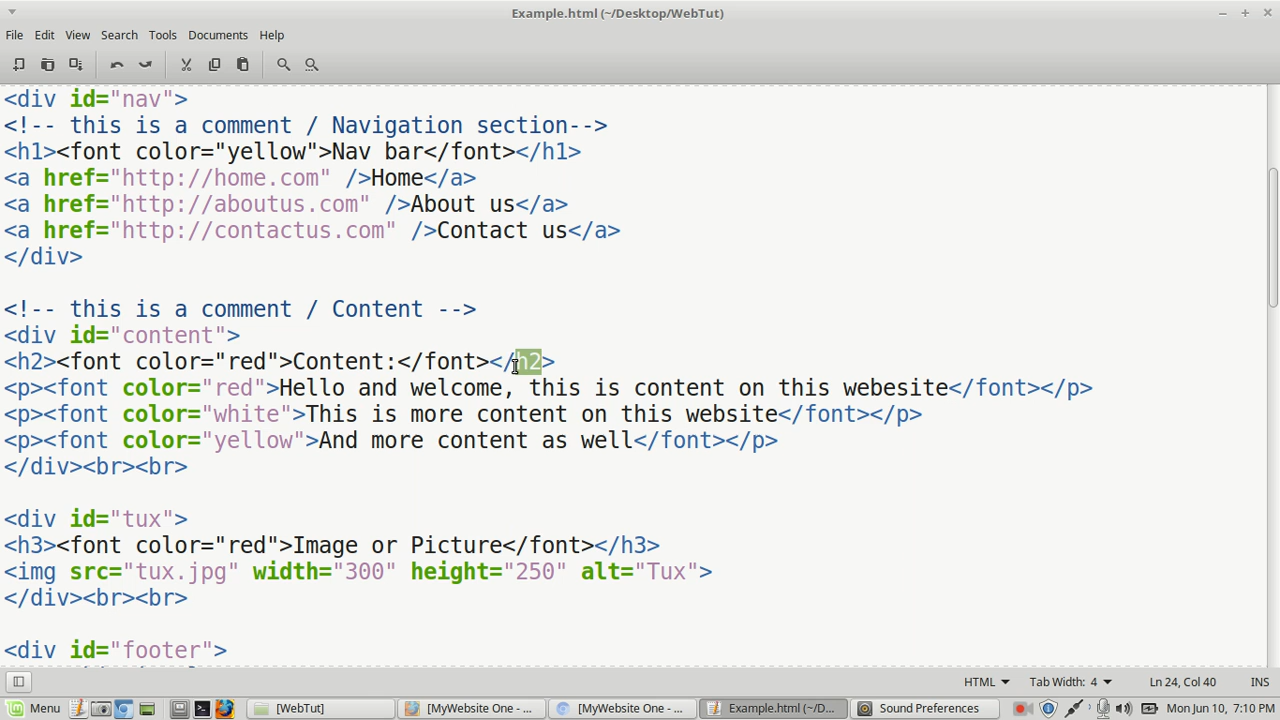 Example.html (~/Desktop/WebTut)
File Edit View Search Tools Documents Help
<div id="nav">
<!-- this is a comment / Navigation section-->
<h1><font color="yellow">Nav bar</font></h1>
<a href="http://home.com" />Home</a>
<a href="http://aboutus.com" />About us</a>
<a href="http://contactus.com" />Contact us</a>
</div>
<!-- this is a comment / Content -->
<div id="content">
<h2><font color="red">Content:</font></h2>
<p><font color="red">Hello and welcome, this is content on this webesite</font></p>
<p><font color="white">This is more content on this website</font></p>
<p><font color="yellow">And more content as well</font></p>
</div><br><br>
<div id="tux">
<h3><font color="red">Image or Picture</font></h3>
<img src="tux.jpg" width="300" height="250" alt="Tux">
</div><br><br>
<div id="footer">
HTML Tab Width: 4 Ln 24, Col 40 INS
Menu [WebTut] [MyWebsite One - ... [MyWebsite One - ... Example.html (~/D... Sound Preferences Mon Jun 10, 7:10 PM